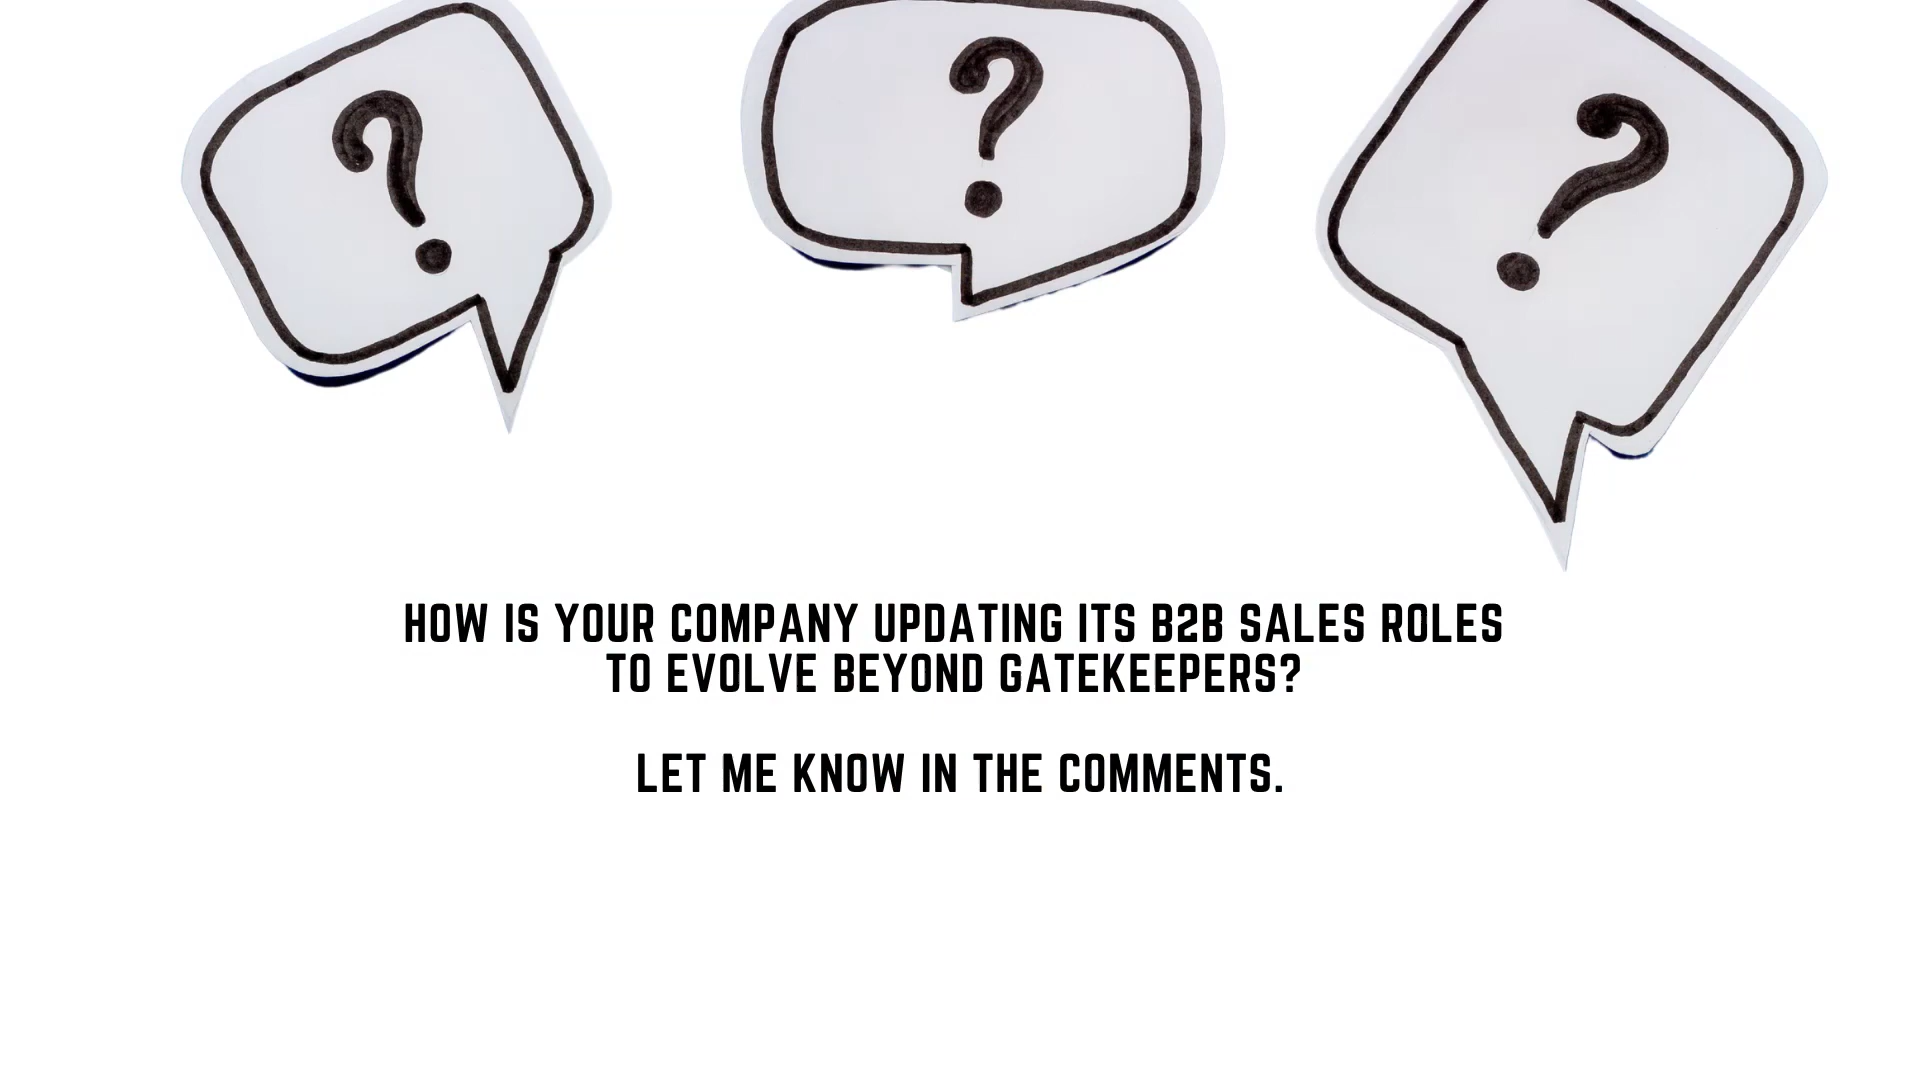 ?
?
?
HOW IS YOUR COMPANY UPDATING ITS B2B SALES ROLES
TO EVOLVE BEYOND GATEKEEPERS?
LET ME KNOW IN THE COMMENTS.